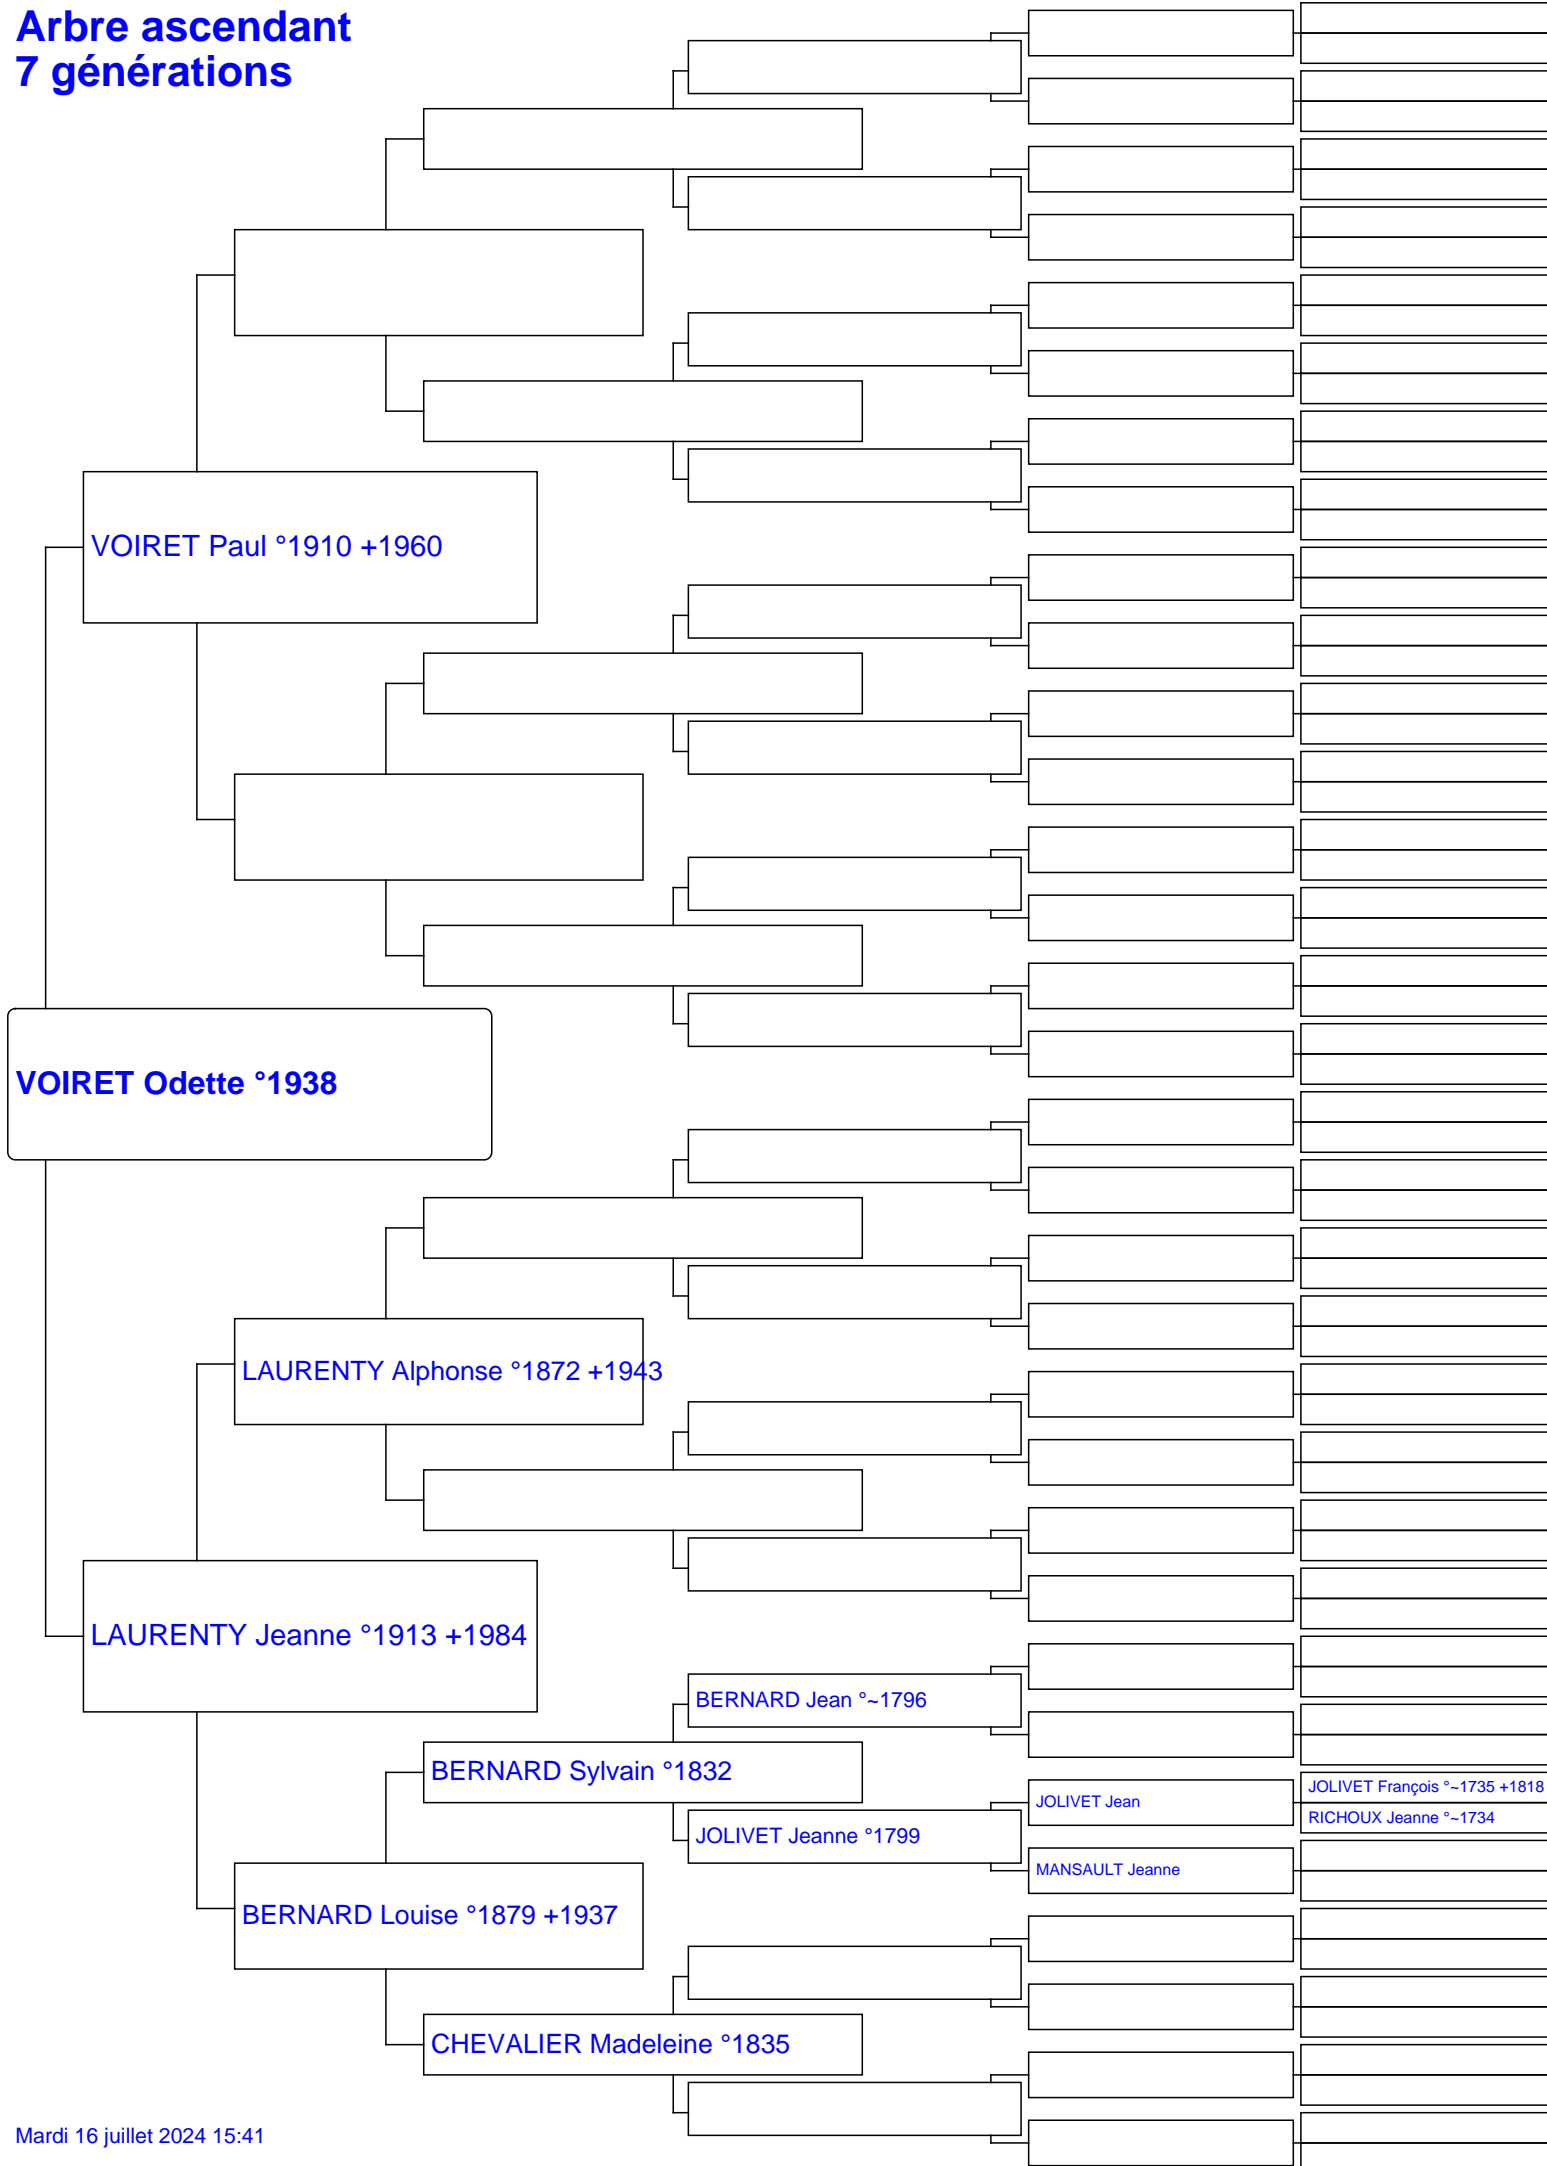 Arbre ascendant
7 générations
VOIRET Paul °1910 +1960
VOIRET Odette °1938
LAURENTY Alphonse °1872 +1943
LAURENTY Jeanne °1913 +1984
BERNARD Jean °~1796
BERNARD Sylvain °1832
JOLIVET François °~1735 +1818
JOLIVET Jean
RICHOUX Jeanne °~1734
JOLIVET Jeanne °1799
MANSAULT Jeanne
BERNARD Louise °1879 +1937
CHEVALIER Madeleine °1835
Mardi 16 juillet 2024 15:41